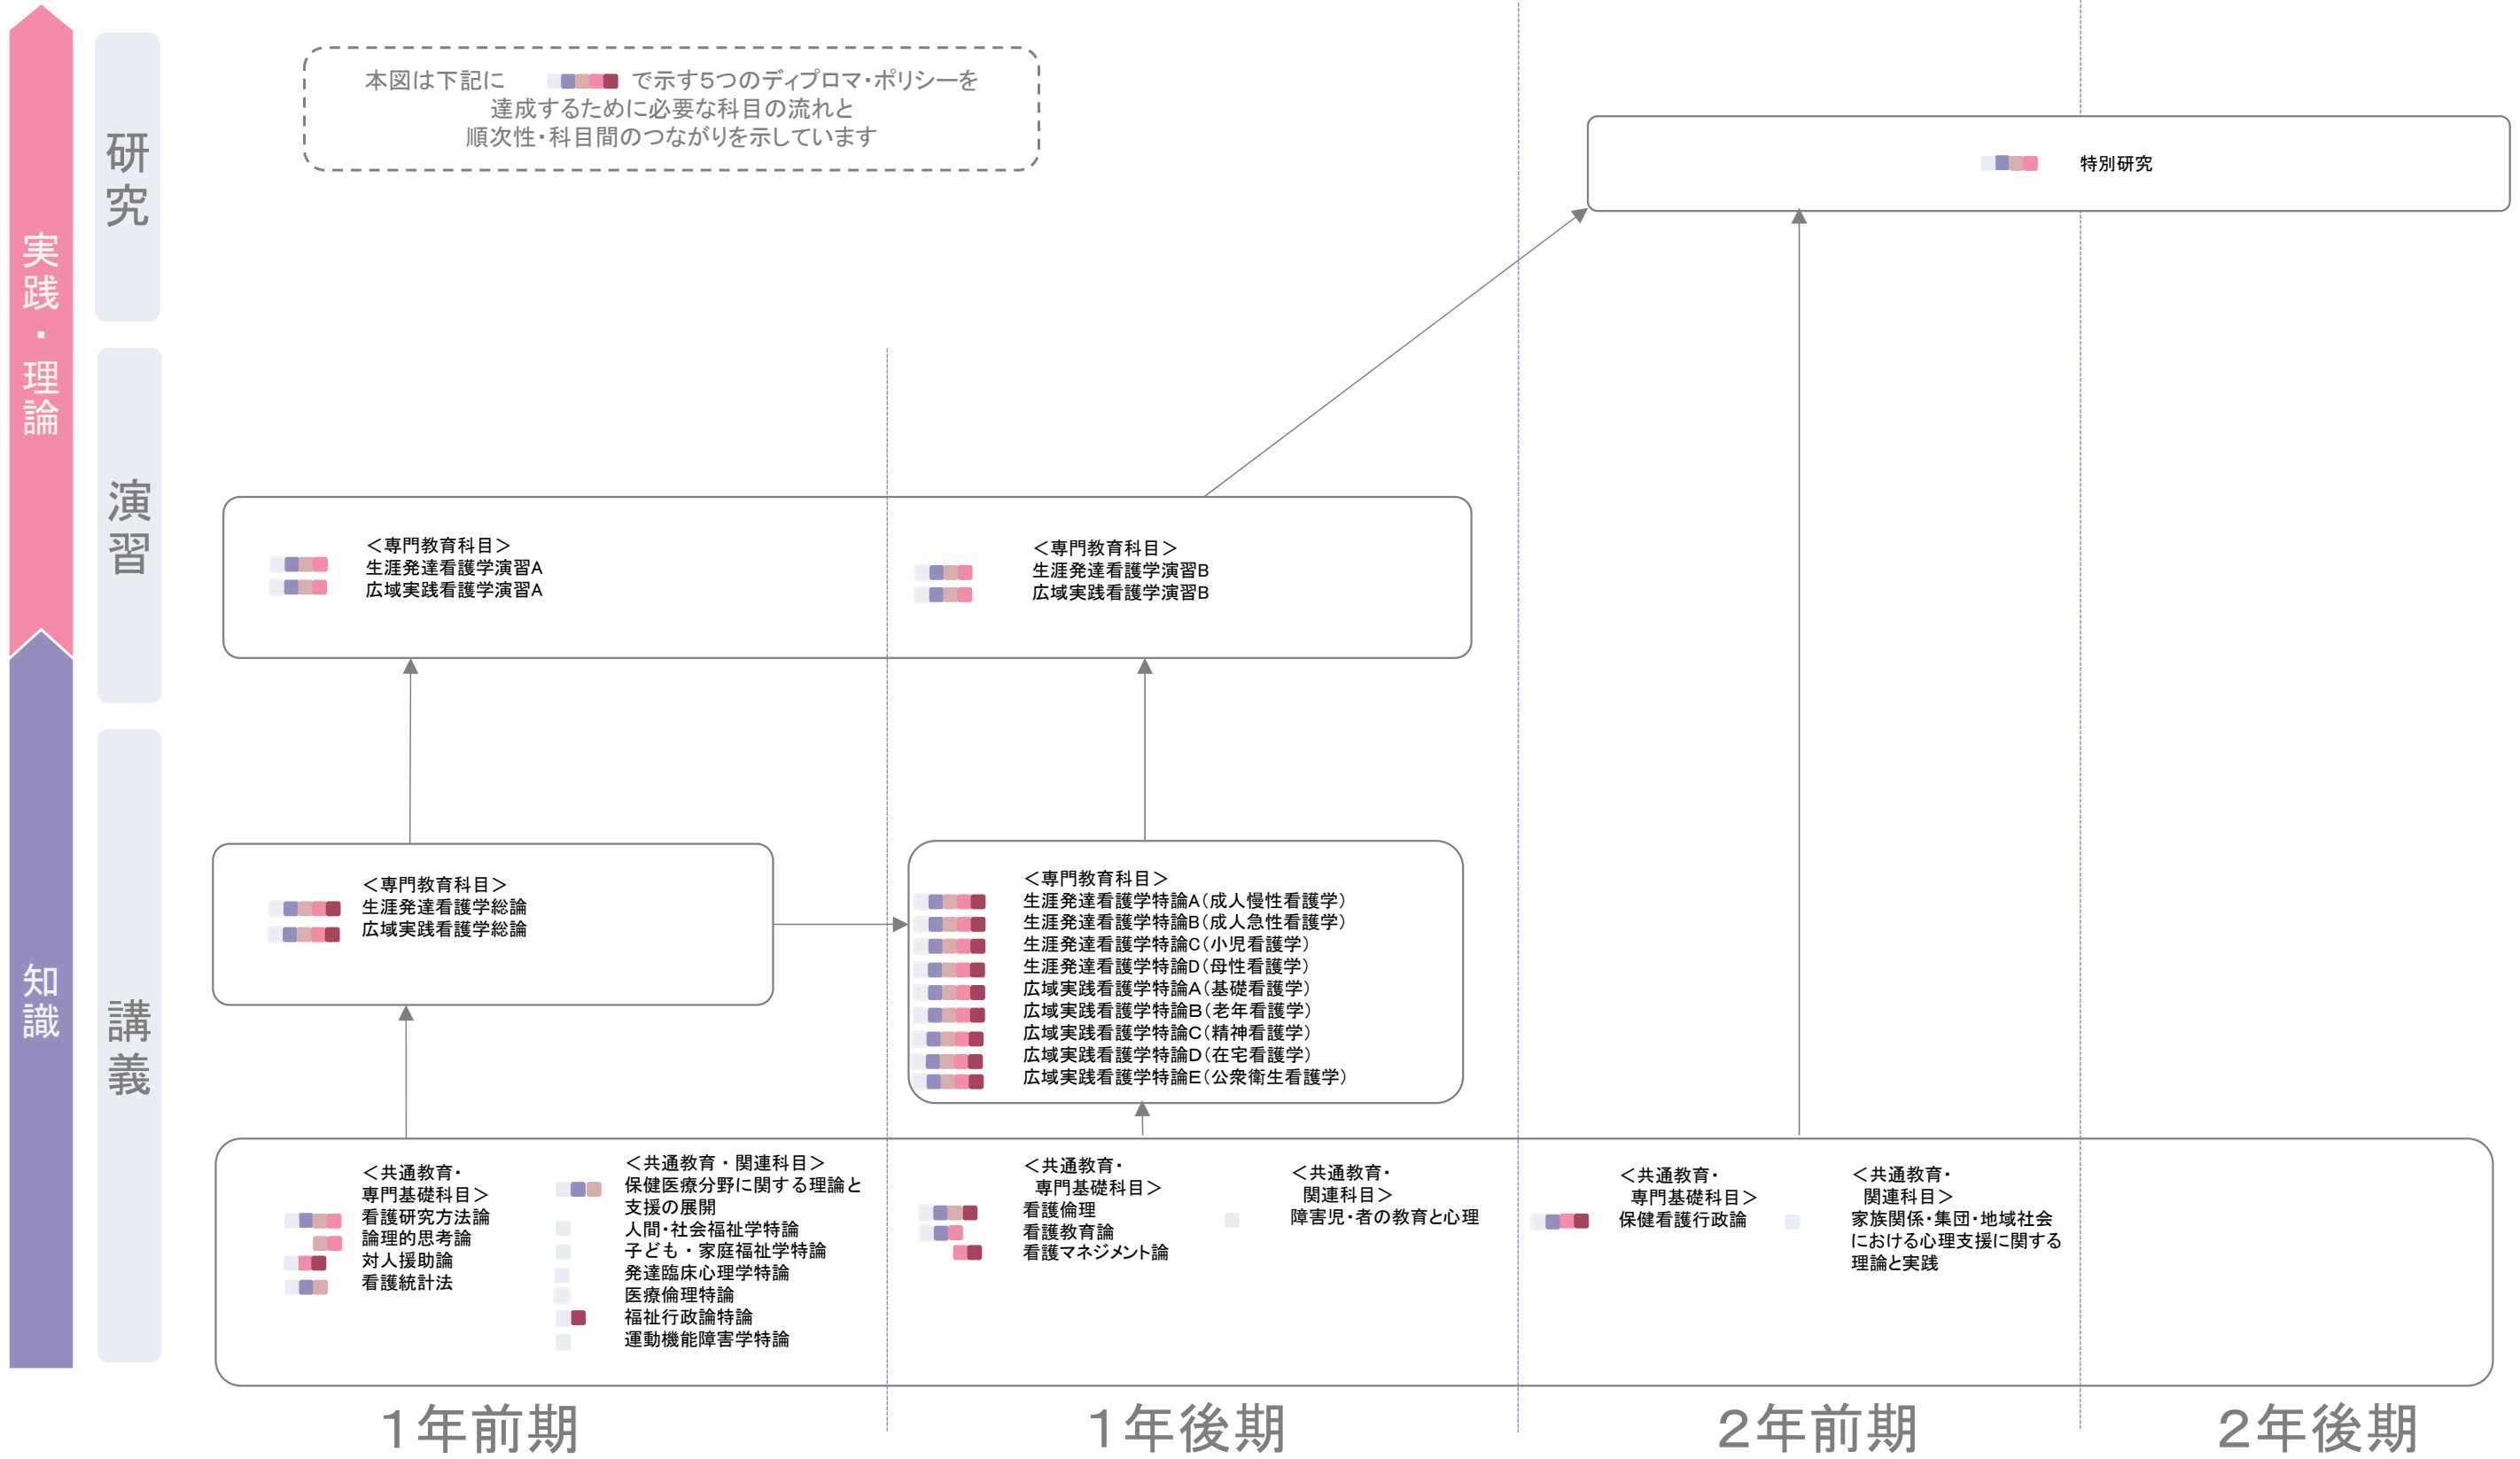 実践・理論
知識
研究
演習
講義
本図は下記に で示す５つのディプロマ・ポリシーを
達成するために必要な科目の流れと
順次性・科目間のつながりを示しています
特別研究
＜専門教育科目＞
生涯発達看護学演習A
広域実践看護学演習A
＜専門教育科目＞
生涯発達看護学演習B
広域実践看護学演習B
＜専門教育科目＞
生涯発達看護学総論
広域実践看護学総論
＜専門教育科目＞
生涯発達看護学特論A（成人慢性看護学）
生涯発達看護学特論B（成人急性看護学）
生涯発達看護学特論C（小児看護学）
生涯発達看護学特論D（母性看護学）
広域実践看護学特論A（基礎看護学）
広域実践看護学特論B（老年看護学）
広域実践看護学特論C（精神看護学）
広域実践看護学特論D（在宅看護学）
広域実践看護学特論E（公衆衛生看護学）
＜共通教育・
専門基礎科目＞
看護研究方法論
論理的思考論
対人援助論
看護統計法
＜共通教育・関連科目＞
保健医療分野に関する理論と
支援の展開
人間・社会福祉学特論
子ども・家庭福祉学特論
発達臨床心理学特論
医療倫理特論
福祉行政論特論
運動機能障害学特論
＜共通教育・
専門基礎科目＞
看護倫理
看護教育論
看護マネジメント論
＜共通教育・
関連科目＞
障害児・者の教育と心理
＜共通教育・
専門基礎科目＞
保健看護行政論
＜共通教育・
関連科目＞
家族関係・集団・地域社会
における心理支援に関する
理論と実践
１年前期
１年後期
２年前期
２年後期